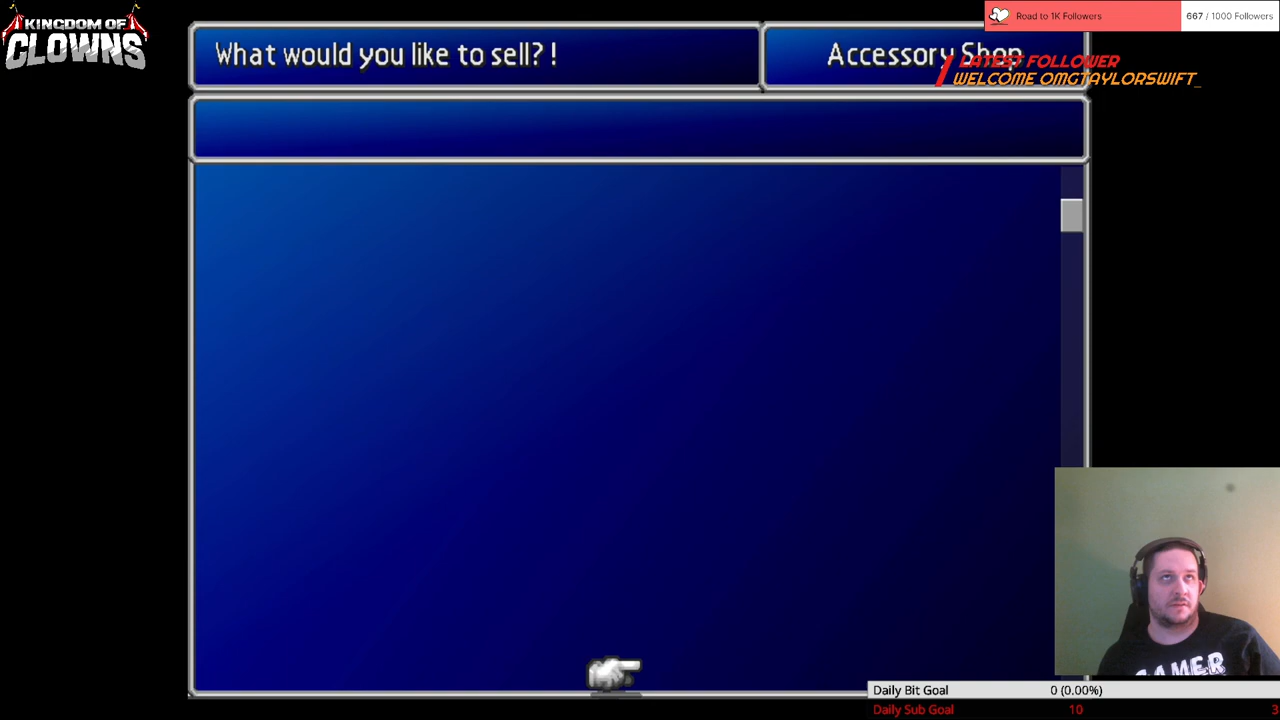 KINGDOM OF
CLOWNS
What would you like to sell? !
Accessory Shop
Road to 1K Followers
667 / 1000 Followers
LATEST FOLLOWER
WELCOME OMGTAYLORSWIFT_
GAMER
Daily Bit Goal
0 (0.00%)
Daily Sub Goal
10
3